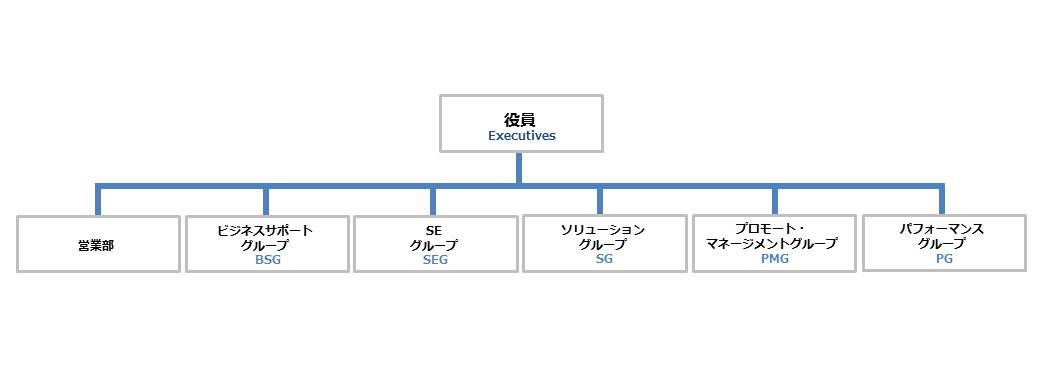 役員
Executives
営業部
ビジネスサポート
グループ
BSG
SE
グループ
SEG
ソリューション
グループ
SG
プロモート・
マネージメントグループ
PMG
パフォーマンス
グループ
PG